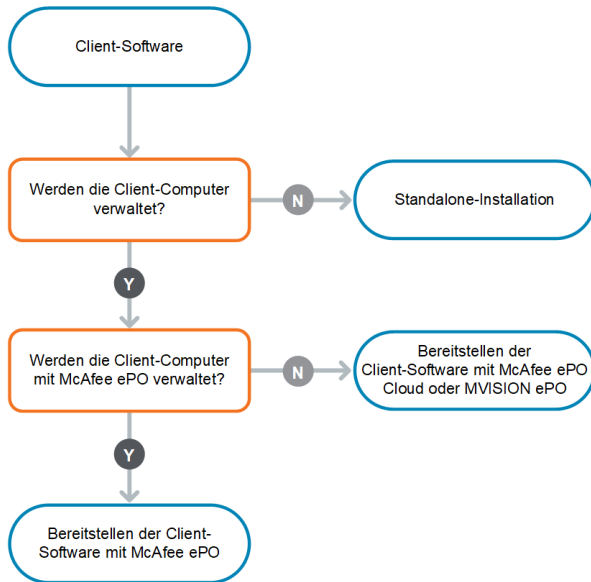 Client-Software
Werden die Client-Computer
verwaltet?
N
Standalone-Installation
Y
Werden die Client-Computer
mit McAfee ePO verwaltet?
N
Bereitstellen der
Client-Software mit McAfee ePO
Cloud oder MVISION ePO
Y
Bereitstellen der Client-
Software mit McAfee ePO